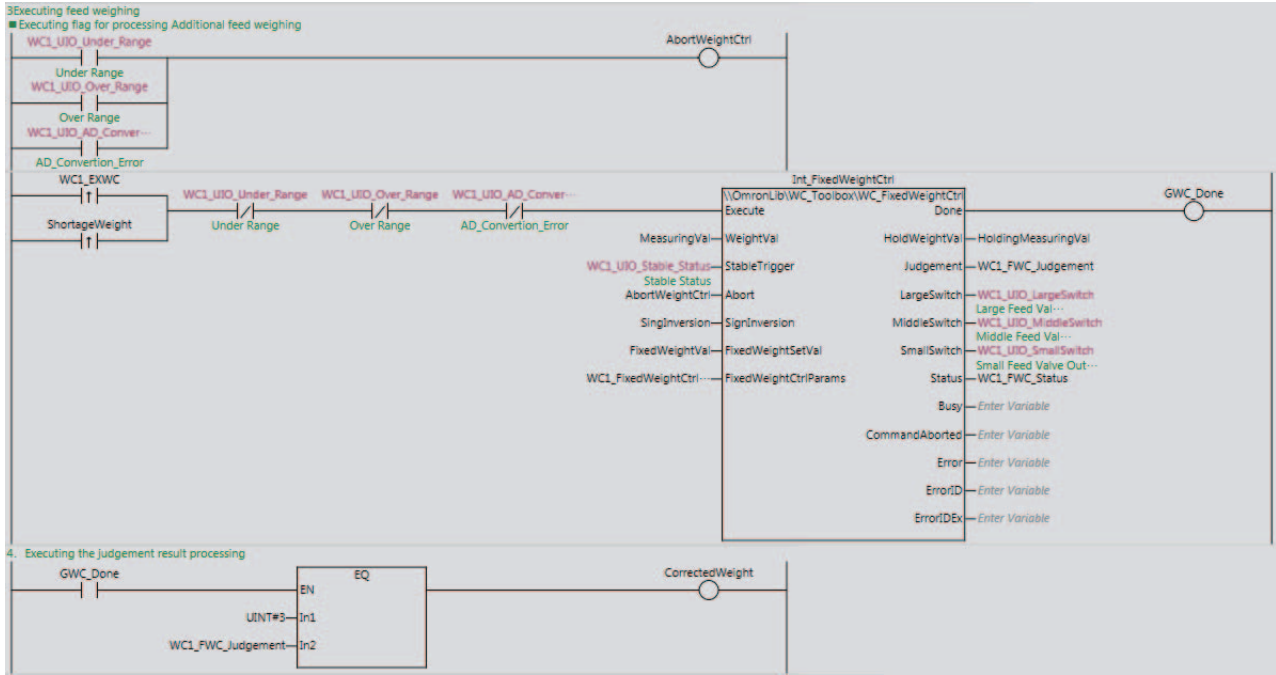 3Executing feed weighing
■ Executing flag for processing Additional feed weighing
WC1_UIO_Under_Range
AbortWeightCtrl
Under Range
WC1_UIO_Over_Range
Over Range
WC1_UIO_AD_Conver···
AD_Convertion_Error
WC1_EXWC
Int_FixedWeightCtrl
WC1_UIO_Under_Range WC1_UIO_Over_Range WC1_UIO_AD_Conver···
\\OmronLib\WC_Toolbox\WC_FixedWeightCtrl
GWC_Done
Execute Done
ShortageWeight
Under Range Over Range AD_Convertion_Error
MeasuringVal WeightVal HoldWeightVal HoldingMeasuringVal
WC1_UIO_Stable_Status StableTrigger Judgement WC1_FWC_Judgement
Stable Status
AbortWeightCtrl Abort LargeSwitch WC1_UIO_LargeSwitch
Large Feed Val···
SingInversion SignInversion MiddleSwitch WC1_UIO_MiddleSwitch
Middle Feed Val···
FixedWeightVal FixedWeightSetVal SmallSwitch WC1_UIO_SmallSwitch
Small Feed Valve Out···
WC1_FixedWeightCtrl··· FixedWeightCtrlParams Status WC1_FWC_Status
Busy Enter Variable
CommandAborted Enter Variable
Error Enter Variable
ErrorID Enter Variable
ErrorIDEx Enter Variable
4. Executing the judgement result processing
GWC_Done EQ CorrectedWeight
EN
UINT#3 In1
WC1_FWC_Judgement In2